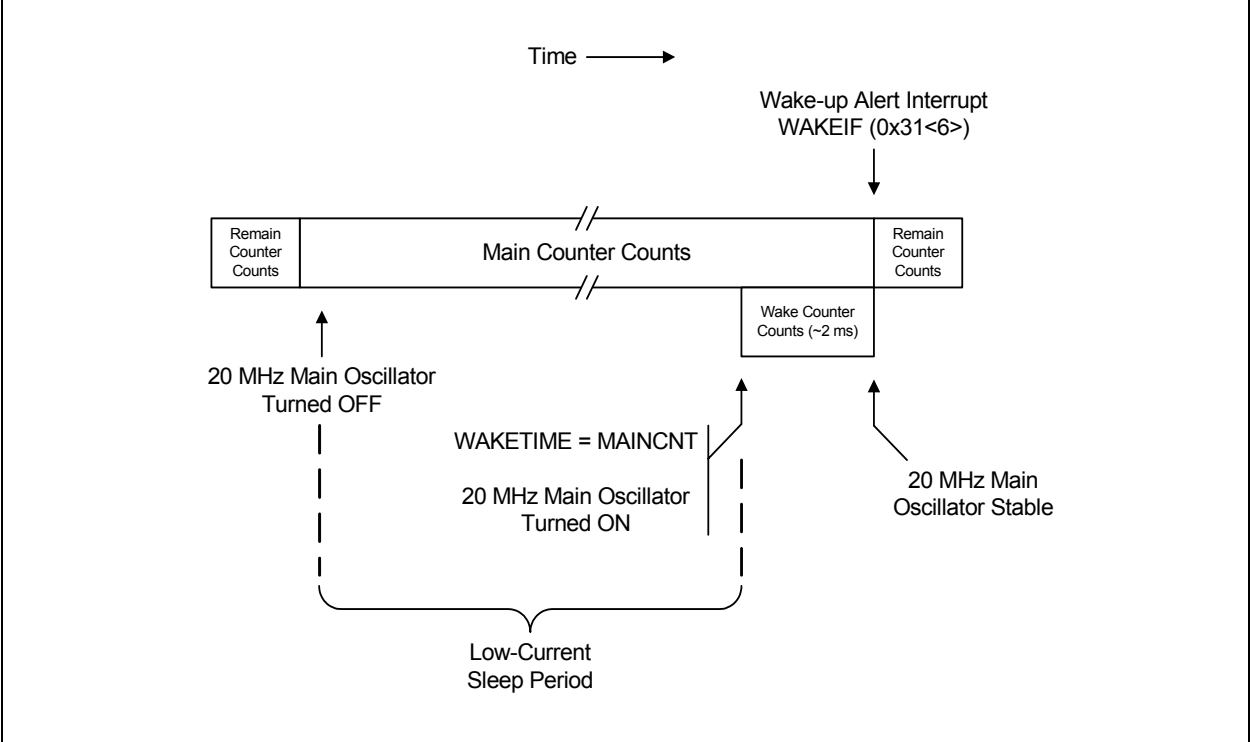 Time
Wake-up Alert Interrupt
WAKEIF (0x31<6>)
Remain
Counter
Counts
Main Counter Counts
Remain
Counter
Counts
Wake Counter
Counts (~2 ms)
20 MHz Main Oscillator
Turned OFF
WAKETIME = MAINCNT
20 MHz Main Oscillator
Turned ON
20 MHz Main
Oscillator Stable
Low-Current
Sleep Period